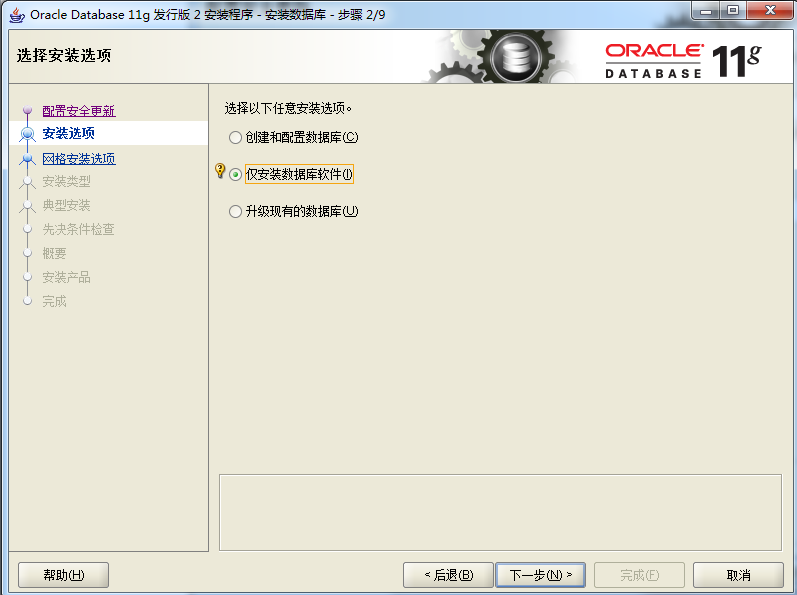 Oracle Database 11g 发行版 2 安装程序 - 安装数据库 - 步骤 2/9
选择安装选项
ORACLE
DATABASE
11g
配置安全更新
安装选项
网格安装选项
安装类型
典型安装
先决条件检查
概要
安装产品
完成
选择以下任意安装选项。
创建和配置数据库(C)
仅安装数据库软件(I)
升级现有的数据库(U)
帮助(H)
< 后退(B)
下一步(N) >
完成(F)
取消